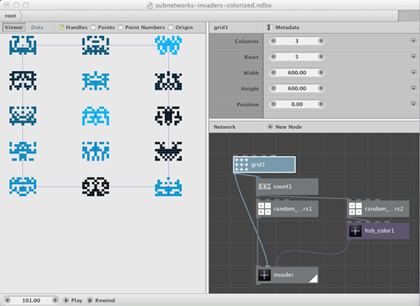 subnetworks-invaders-colorized.ndbx
root
Viewer Data Handles Points Point Numbers Origin
grid1 Metadata
Columns 3
Rows 5
Width 600.00
Height 600.00
Position 0.00
Network New Node
grid1
count1
random_...rs1 random_...rs2
hsb_color1
invader
101.00 Play Rewind